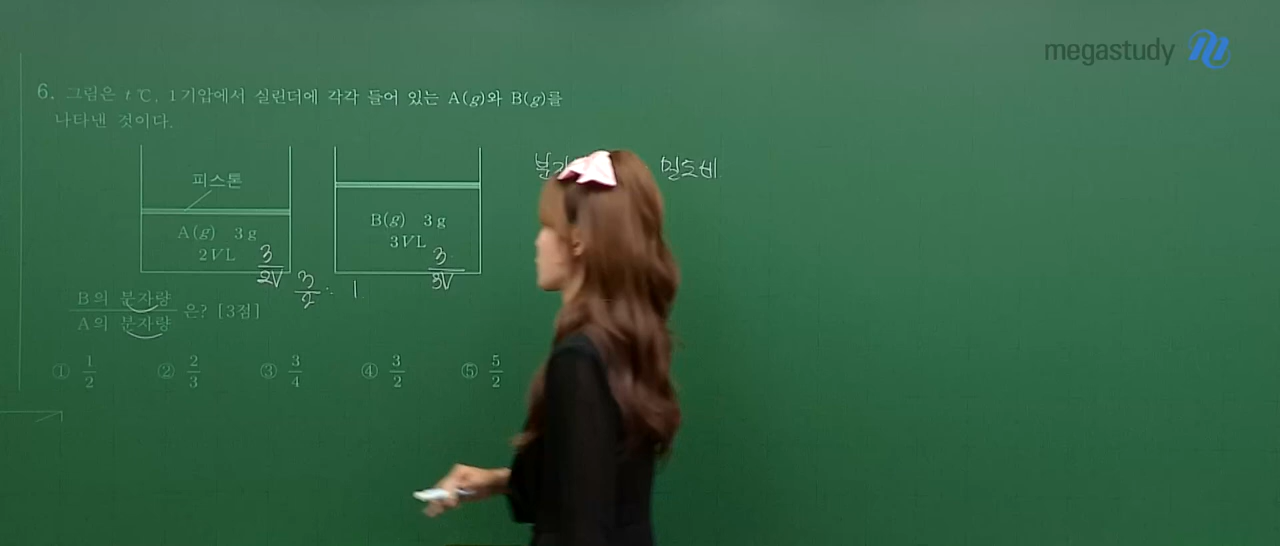 megastudy
6. 그림은 t℃, 1기압에서 실린더에 각각 들어 있는 A(g)와 B(g)를
나타낸 것이다.
피스톤
A(g) 3g
2VL
3/2V
B(g) 3g
3VL
3/3V
3/2 : 1
밀도비
B의 분자량/A의 분자량 은? [3점]
① 1/2 ② 2/3 ③ 3/4 ④ 3/2 ⑤ 5/2